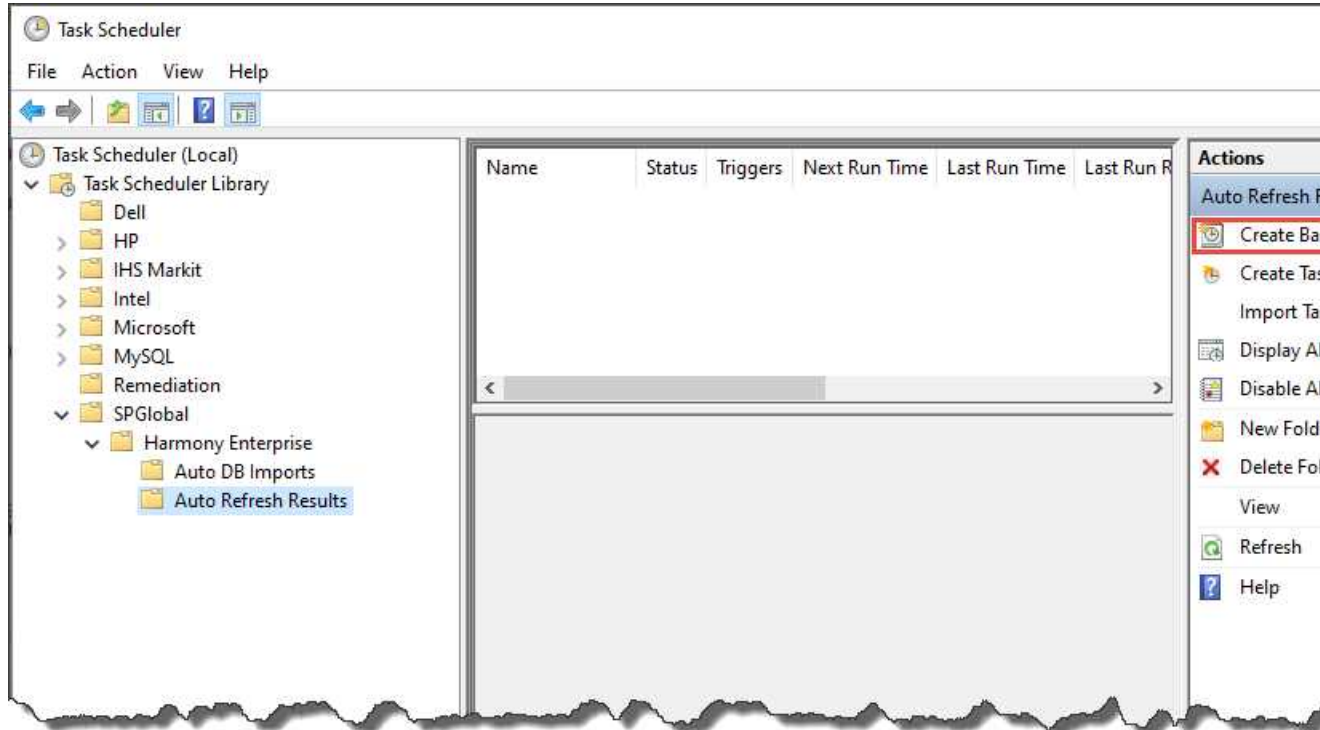 Task Scheduler
File Action View Help
Task Scheduler (Local)
Task Scheduler Library
Dell
HP
IHS Markit
Intel
Microsoft
MySQL
Remediation
SPGlobal
Harmony Enterprise
Auto DB Imports
Auto Refresh Results
Name Status Triggers Next Run Time Last Run Time Last Run R
Actions
Auto Refresh R
Create Ba
Create Tas
Import Ta
Display Al
Disable Al
New Fold
Delete Fol
View
Refresh
Help